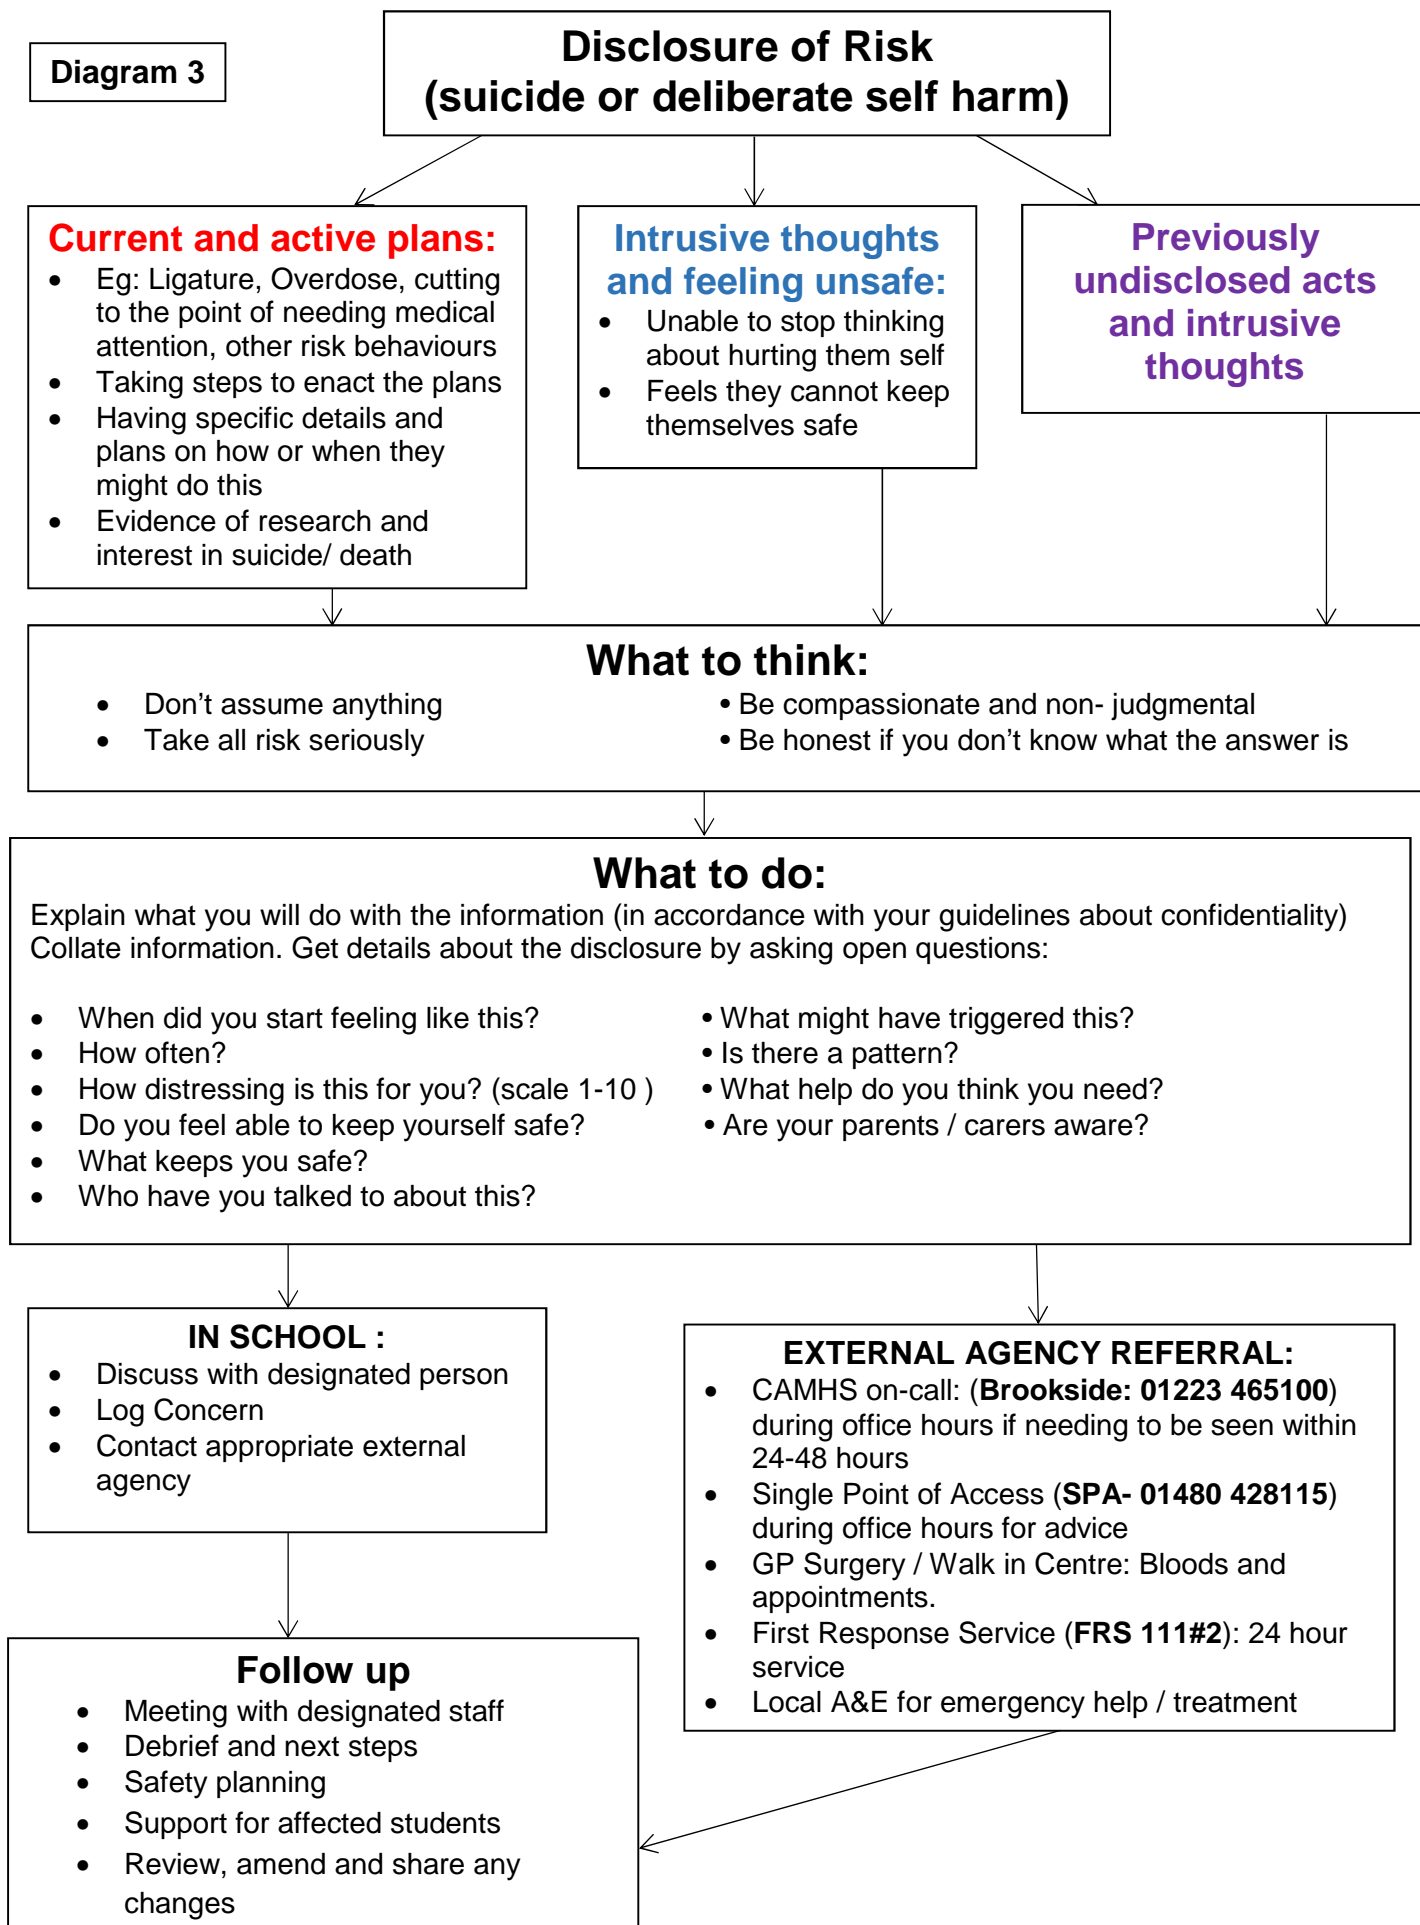 Diagram 3
Disclosure of Risk
(suicide or deliberate self harm)
Current and active plans:
• Eg: Ligature, Overdose, cutting
to the point of needing medical
attention, other risk behaviours
• Taking steps to enact the plans
• Having specific details and
plans on how or when they
might do this
• Evidence of research and
interest in suicide/ death
Intrusive thoughts
and feeling unsafe:
• Unable to stop thinking
about hurting them self
• Feels they cannot keep
themselves safe
Previously
undisclosed acts
and intrusive
thoughts
What to think:
• Don’t assume anything
• Take all risk seriously
• Be compassionate and non- judgmental
• Be honest if you don’t know what the answer is
What to do:
Explain what you will do with the information (in accordance with your guidelines about confidentiality)
Collate information. Get details about the disclosure by asking open questions:
• When did you start feeling like this?
• How often?
• How distressing is this for you? (scale 1-10 )
• Do you feel able to keep yourself safe?
• What keeps you safe?
• Who have you talked to about this?
• What might have triggered this?
• Is there a pattern?
• What help do you think you need?
• Are your parents / carers aware?
IN SCHOOL :
• Discuss with designated person
• Log Concern
• Contact appropriate external
agency
EXTERNAL AGENCY REFERRAL:
• CAMHS on-call: (Brookside: 01223 465100)
during office hours if needing to be seen within
24-48 hours
• Single Point of Access (SPA- 01480 428115)
during office hours for advice
• GP Surgery / Walk in Centre: Bloods and
appointments.
• First Response Service (FRS 111#2): 24 hour
service
• Local A&E for emergency help / treatment
Follow up
• Meeting with designated staff
• Debrief and next steps
• Safety planning
• Support for affected students
• Review, amend and share any
changes